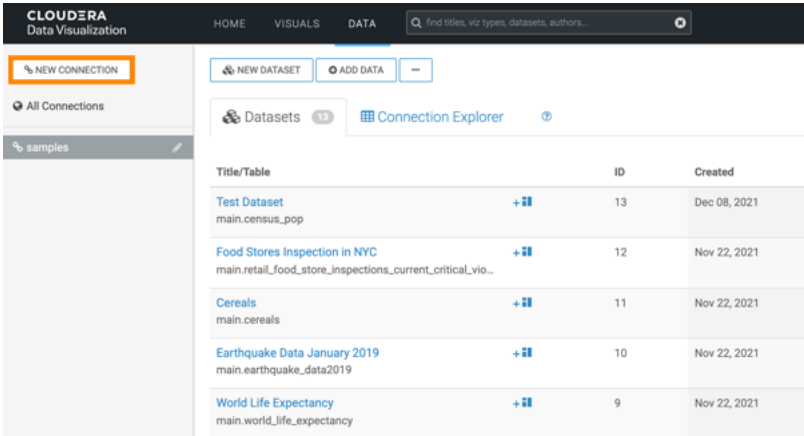 CLOUDERA
Data Visualization
HOME VISUALS DATA find titles, viz types, datasets, authors...
NEW CONNECTION
All Connections
samples
NEW DATASET ADD DATA ...
Datasets 13 Connection Explorer ?
Title/Table ID Created
Test Dataset 13 Dec 08, 2021
main.census_pop
Food Stores Inspection in NYC 12 Nov 22, 2021
main.retail_food_store_inspections_current_critical_vio...
Cereals 11 Nov 22, 2021
main.cereals
Earthquake Data January 2019 10 Nov 22, 2021
main.earthquake_data2019
World Life Expectancy 9 Nov 22, 2021
main.world_life_expectancy